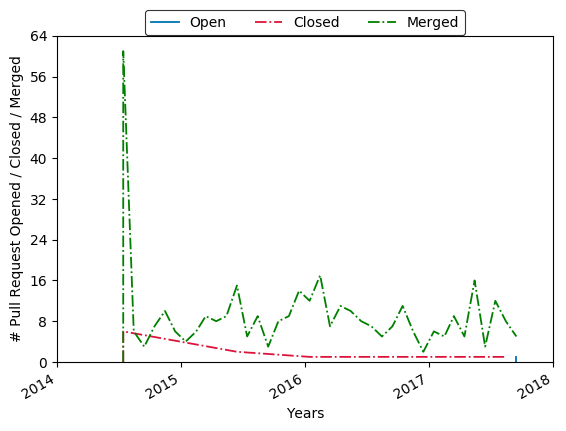 Open Closed Merged
# Pull Request Opened / Closed / Merged
64
56
48
40
32
24
16
8
0
2014 2015 2016 2017 2018
Years